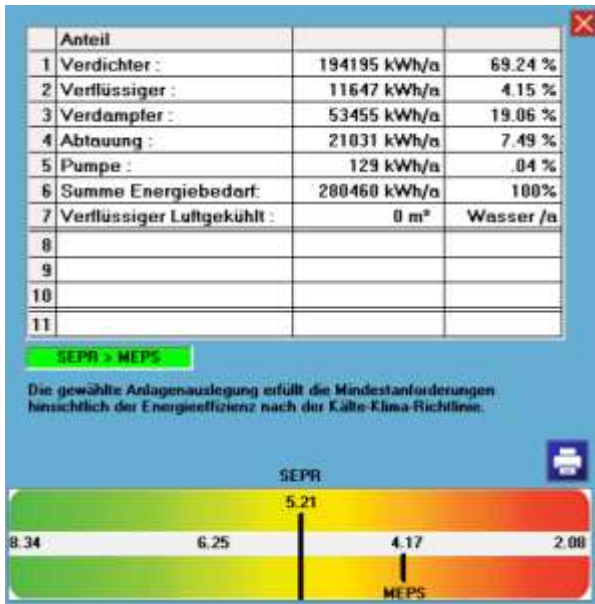 Anteil
1 Verdichter : 194195 kWh/a 69.24 %
2 Verflüssiger : 11647 kWh/a 4.15 %
3 Verdampfer : 53455 kWh/a 19.06 %
4 Abtauung : 21031 kWh/a 7.49 %
5 Pumpe : 129 kWh/a .04 %
6 Summe Energiebedarf: 280460 kWh/a 100%
7 Verflüssiger Luftgekühlt : 0 m³ Wasser /a
8
9
10
11
SEPR > MEPS
Die gewählte Anlagenauslegung erfüllt die Mindestanforderungen
hinsichtlich der Energieeffizienz nach der Kälte-Klima-Richtlinie.
SEPR
5.21
8.34 6.25 4.17 2.08
MEPS